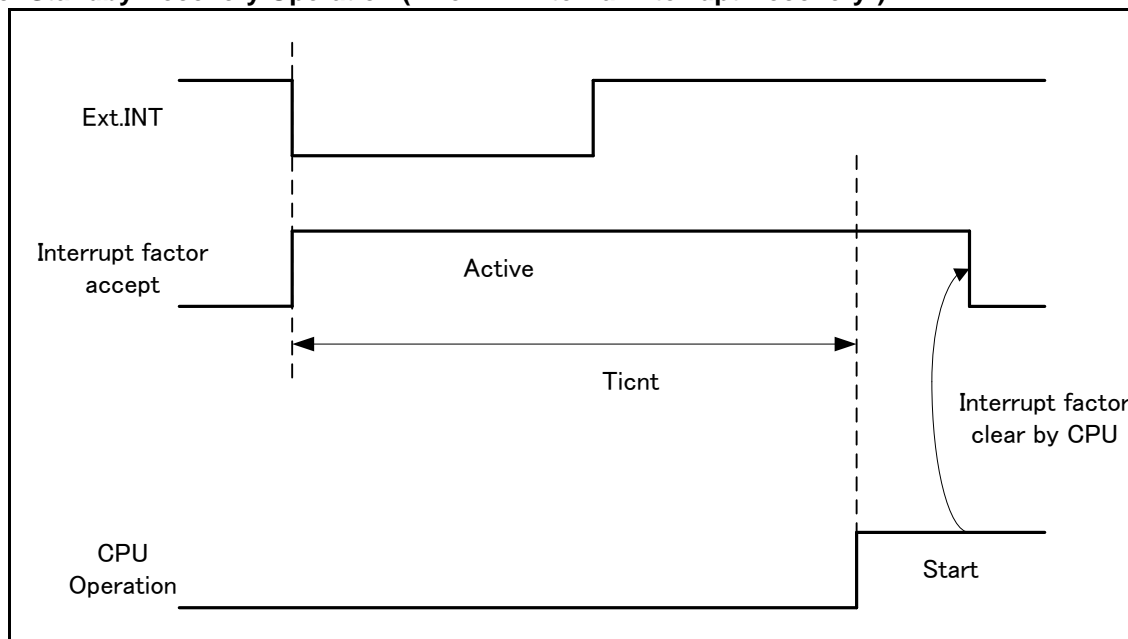 Ext.INT
Interrupt factor
accept
Active
Ticnt
Interrupt factor
clear by CPU
CPU
Operation
Start